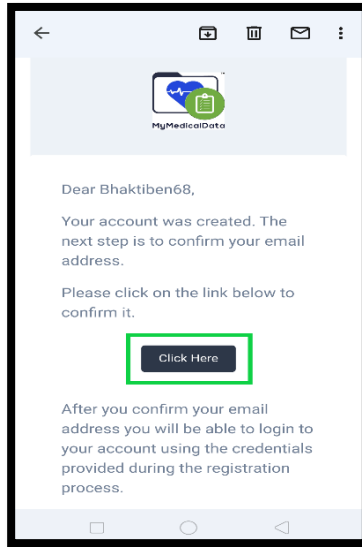 MyMedicalData
Dear Bhaktiben68,
Your account was created. The
next step is to confirm your email
address.
Please click on the link below to
confirm it.
Click Here
After you confirm your email
address you will be able to login to
your account using the credentials
provided during the registration
process.